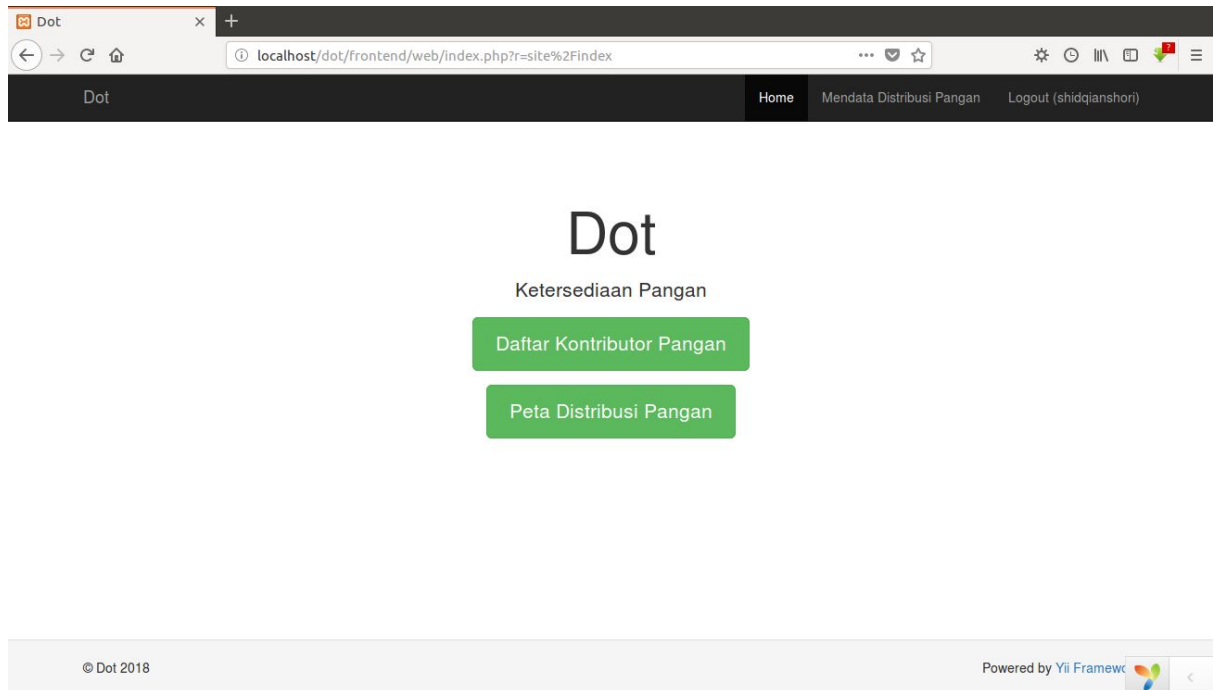 Dot
localhost/dot/frontend/web/index.php?r=site%2Findex
Dot Home Mendata Distribusi Pangan Logout (shidqianshori)
Dot
Ketersediaan Pangan
Daftar Kontributor Pangan
Peta Distribusi Pangan
© Dot 2018 Powered by Yii Framewo